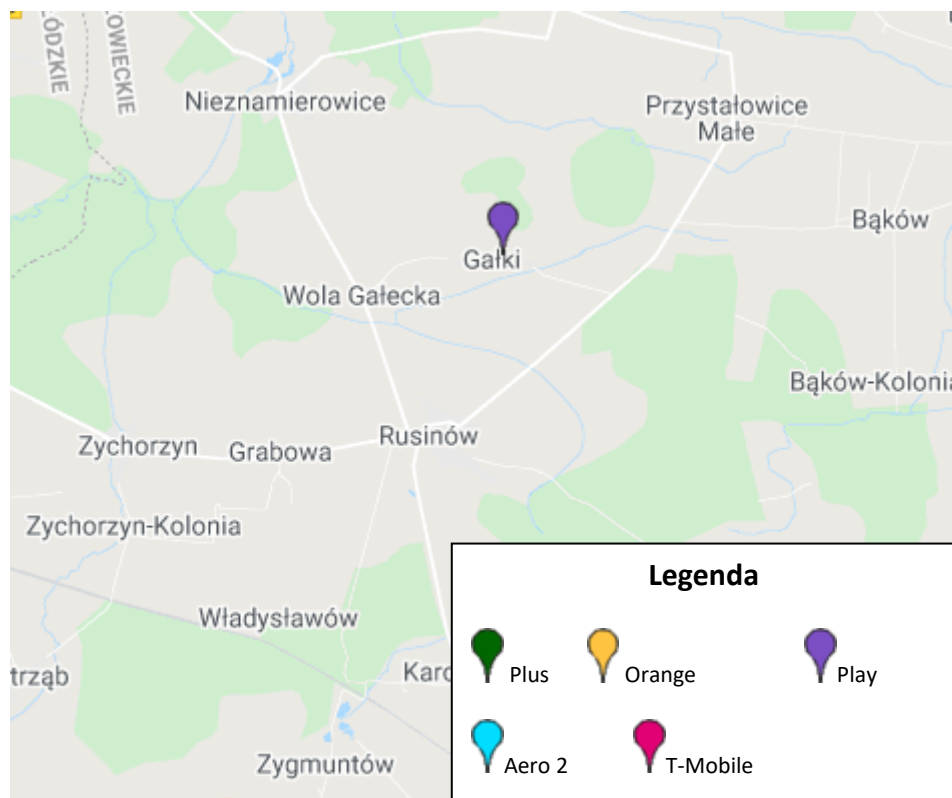 ŁÓDZKIE
OWIECKIE
Nieznamierowice
Przystałowice
Małe
Bąków
Gałki
Wola Gałecka
Bąków-Kolonia
Rusinów
Zychorzyn
Grabowa
Zychorzyn-Kolonia
Legenda
Władysławów
trząb
Karc
Plus
Orange
Play
Zygmuntów
Aero 2
T-Mobile